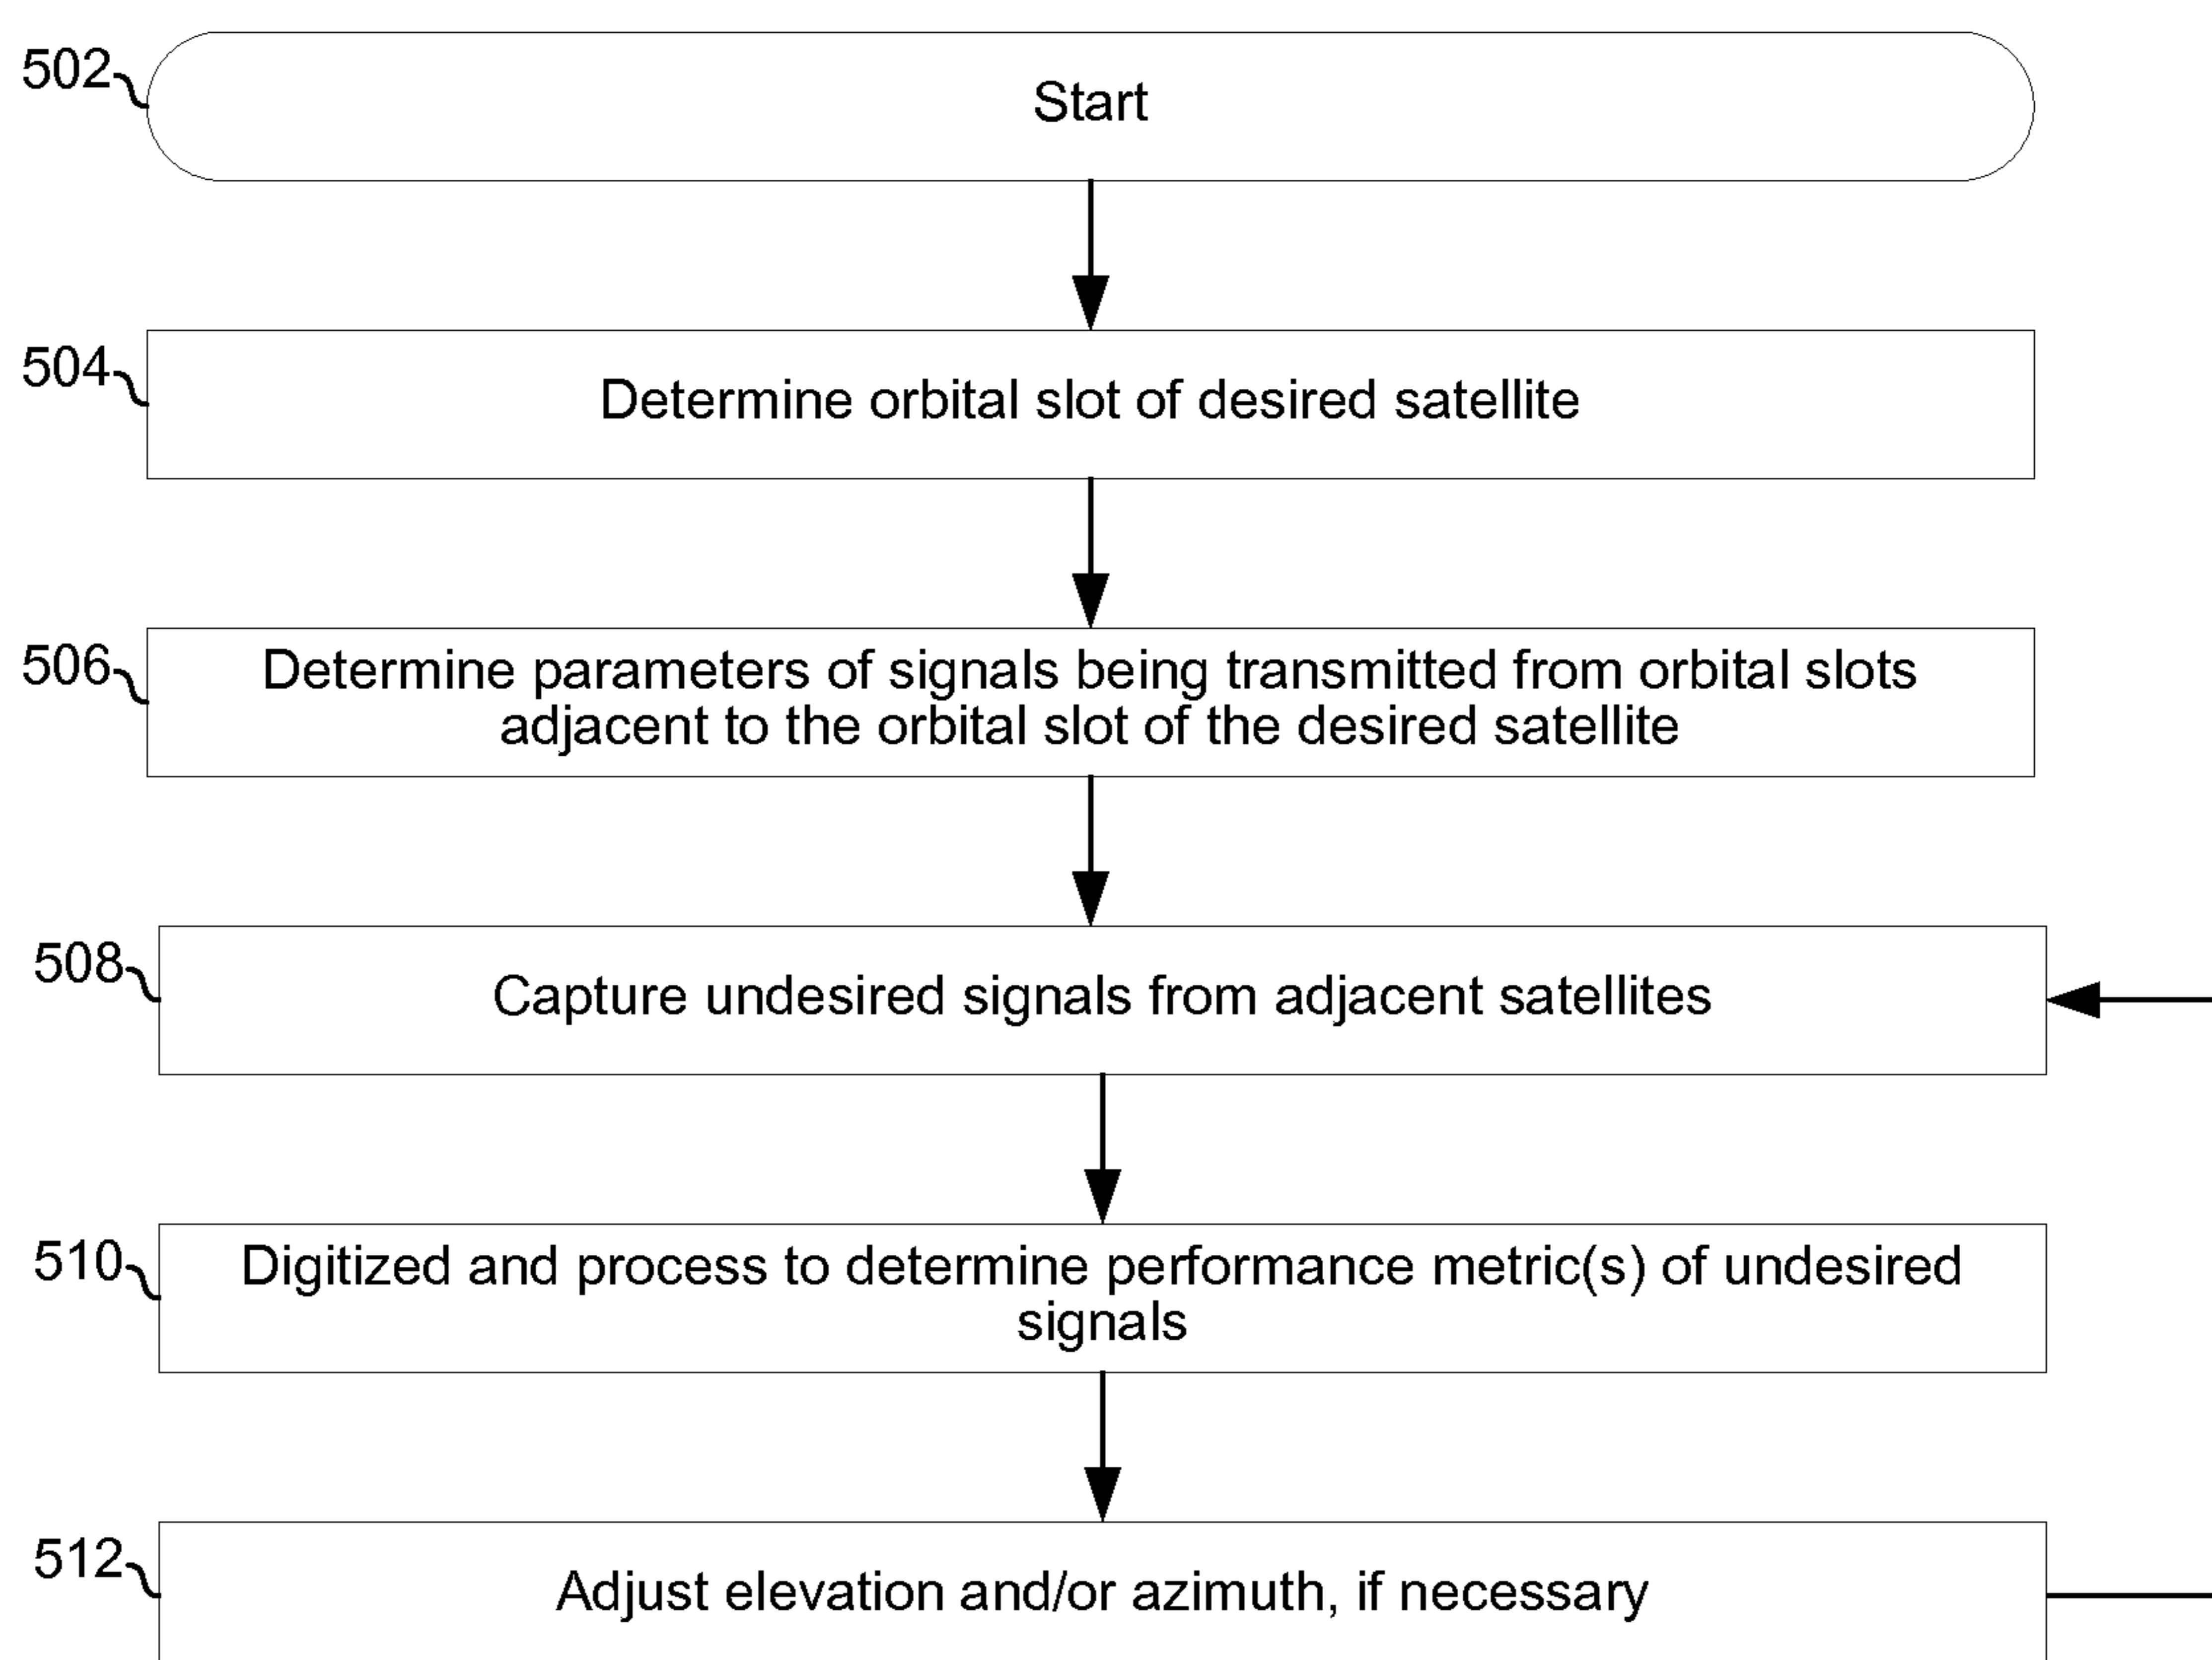 502
Start
504
Determine orbital slot of desired satellite
506
Determine parameters of signals being transmitted from orbital slots
adjacent to the orbital slot of the desired satellite
508
Capture undesired signals from adjacent satellites
510
Digitized and process to determine performance metric(s) of undesired
signals
512
Adjust elevation and/or azimuth, if necessary